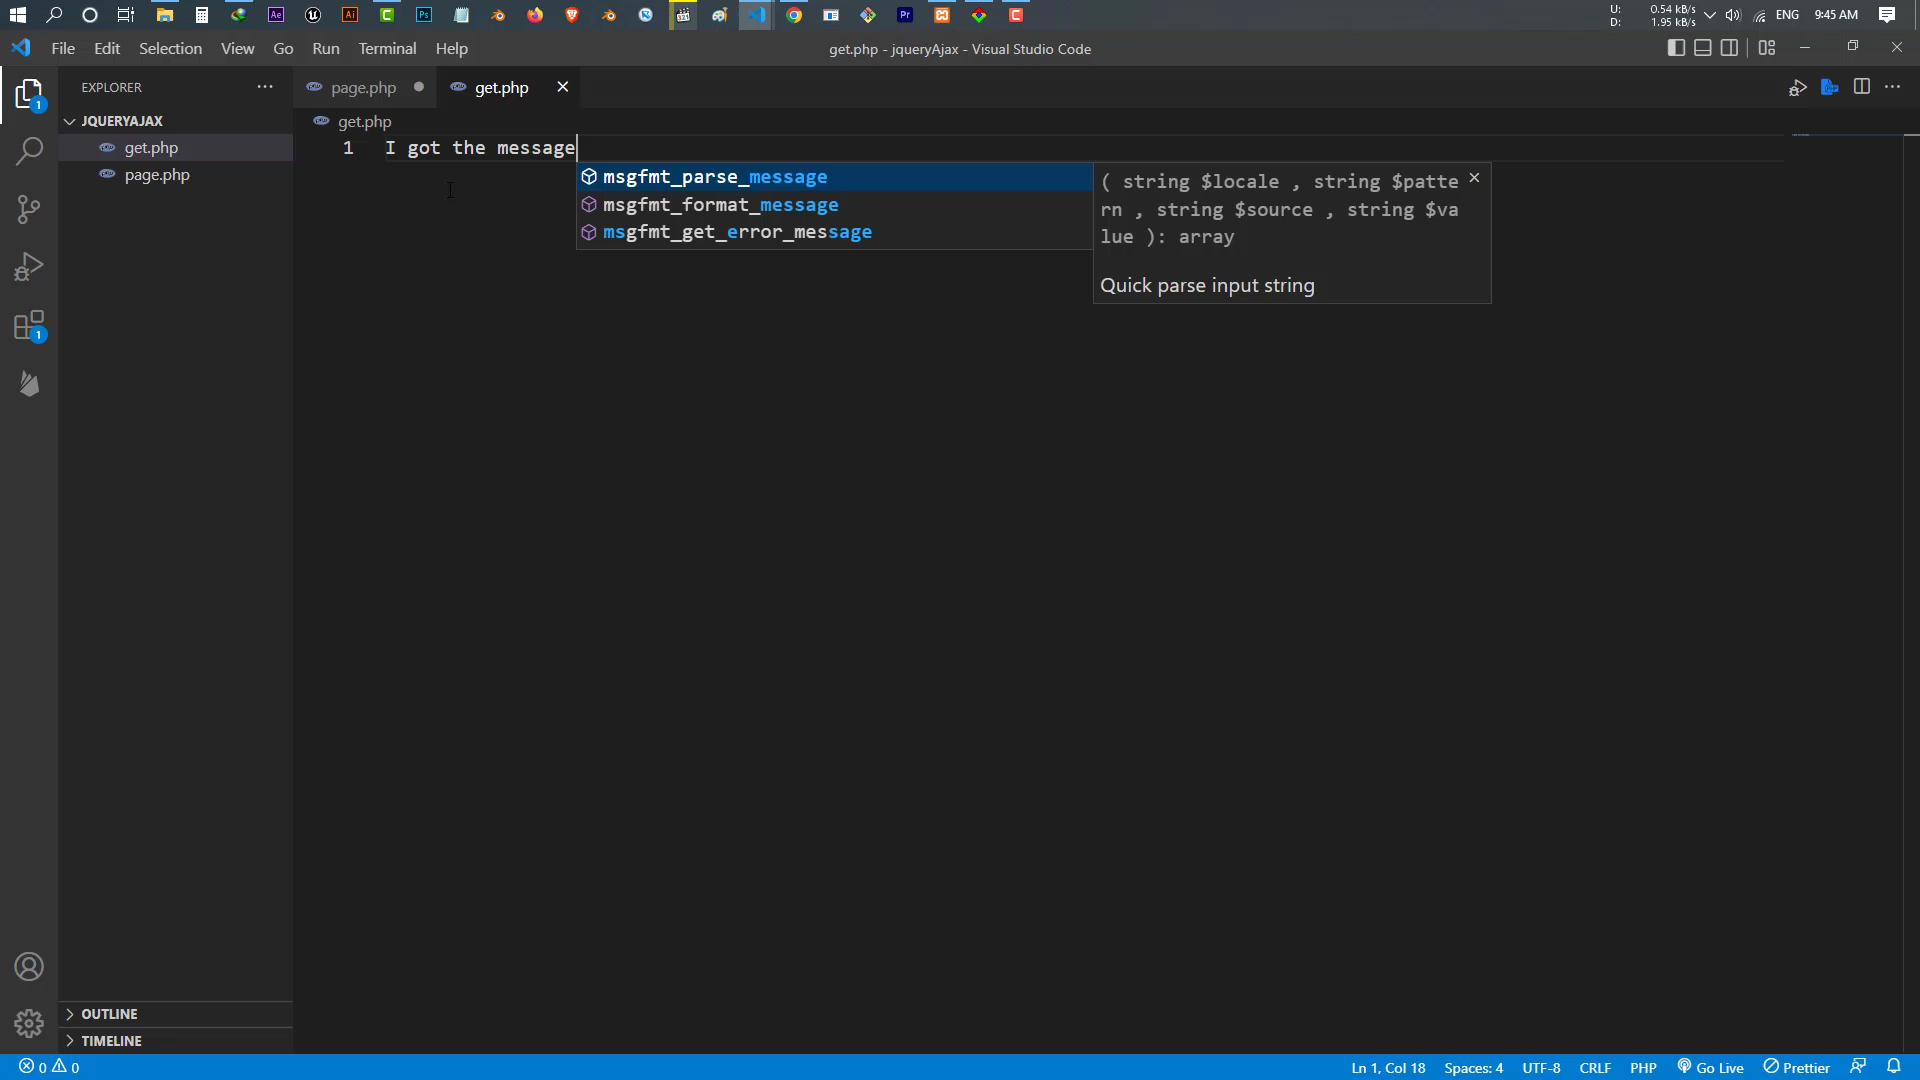 U: 0.54 kB/s
D: 1.95 kB/s
ENG 9:45 AM
File Edit Selection View Go Run Terminal Help
get.php - jqueryAjax - Visual Studio Code
EXPLORER
page.php
get.php
JQUERYAJAX
get.php
get.php
page.php
1 I got the message
msgfmt_parse_message
msgfmt_format_message
msgfmt_get_error_message
( string $locale , string $patte
rn , string $source , string $va
lue ): array
Quick parse input string
1
1
OUTLINE
TIMELINE
0 0
Ln 1, Col 18 Spaces: 4 UTF-8 CRLF PHP Go Live Prettier